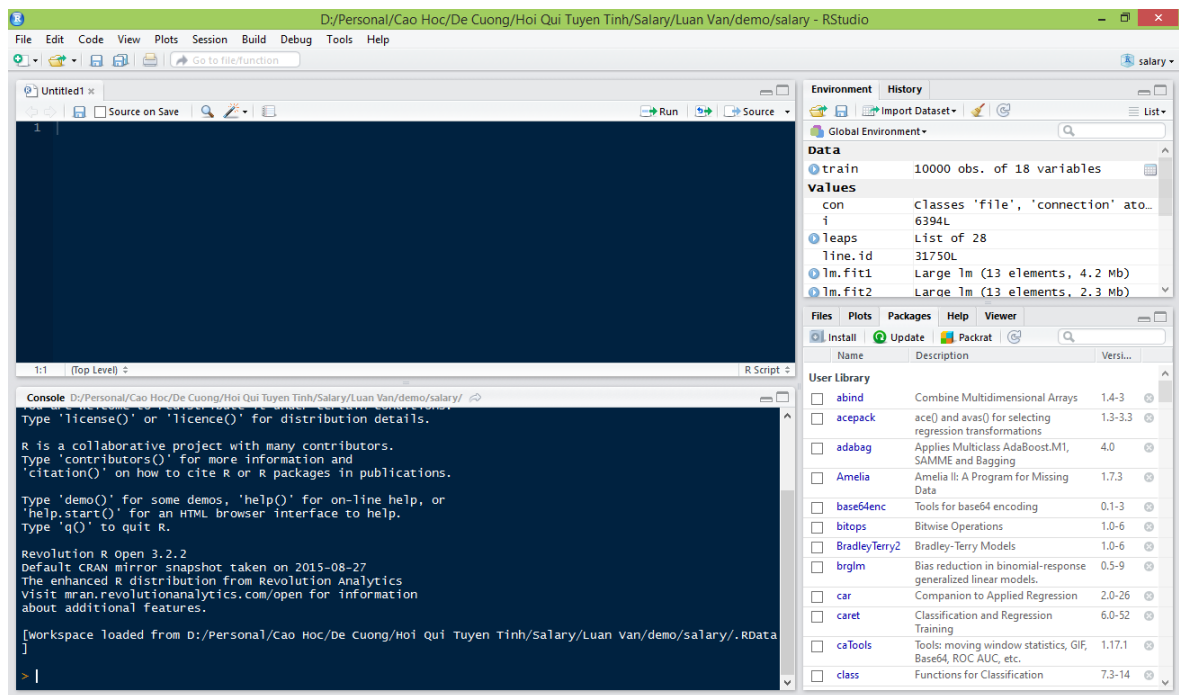 D:/Personal/Cao Hoc/De Cuong/Hoi Qui Tuyen Tinh/Salary/Luan Van/demo/salary - RStudio
File Edit Code View Plots Session Build Debug Tools Help
Go to file/function
salary
Untitled1
Source on Save
Run
Source
1
1:1 (Top Level)
R Script
Console D:/Personal/Cao Hoc/De Cuong/Hoi Qui Tuyen Tinh/Salary/Luan Van/demo/salary/
You are welcome to redistribute it under certain conditions.
Type 'license()' or 'licence()' for distribution details.
R is a collaborative project with many contributors.
Type 'contributors()' for more information and
'citation()' on how to cite R or R packages in publications.
Type 'demo()' for some demos, 'help()' for on-line help, or
'help.start()' for an HTML browser interface to help.
Type 'q()' to quit R.
Revolution R Open 3.2.2
Default CRAN mirror snapshot taken on 2015-08-27
The enhanced R distribution from Revolution Analytics
Visit mran.revolutionanalytics.com/open for information
about additional features.
[Workspace loaded from D:/Personal/Cao Hoc/De Cuong/Hoi Qui Tuyen Tinh/Salary/Luan Van/demo/salary/.RData
]
>
Environment History
Import Dataset
List
Global Environment
Data
train 10000 obs. of 18 variables
Values
con Classes 'file', 'connection' ato…
i 6394L
leaps List of 28
line.id 31750L
lm.fit1 Large lm (13 elements, 4.2 Mb)
lm.fit2 Large lm (13 elements, 2.3 Mb)
Files Plots Packages Help Viewer
Install Update Packrat
Name Description Versi...
User Library
abind Combine Multidimensional Arrays 1.4-3
acepack ace() and avas() for selecting 1.3-3.3
regression transformations
adabag Applies Multiclass AdaBoost.M1, 4.0
SAMME and Bagging
Amelia Amelia II: A Program for Missing 1.7.3
Data
base64enc Tools for base64 encoding 0.1-3
bitops Bitwise Operations 1.0-6
BradleyTerry2 Bradley-Terry Models 1.0-6
brglm Bias reduction in binomial-response 0.5-9
generalized linear models.
car Companion to Applied Regression 2.0-26
caret Classification and Regression 6.0-52
Training
caTools Tools: moving window statistics, GIF, 1.17.1
Base64, ROC AUC, etc.
class Functions for Classification 7.3-14